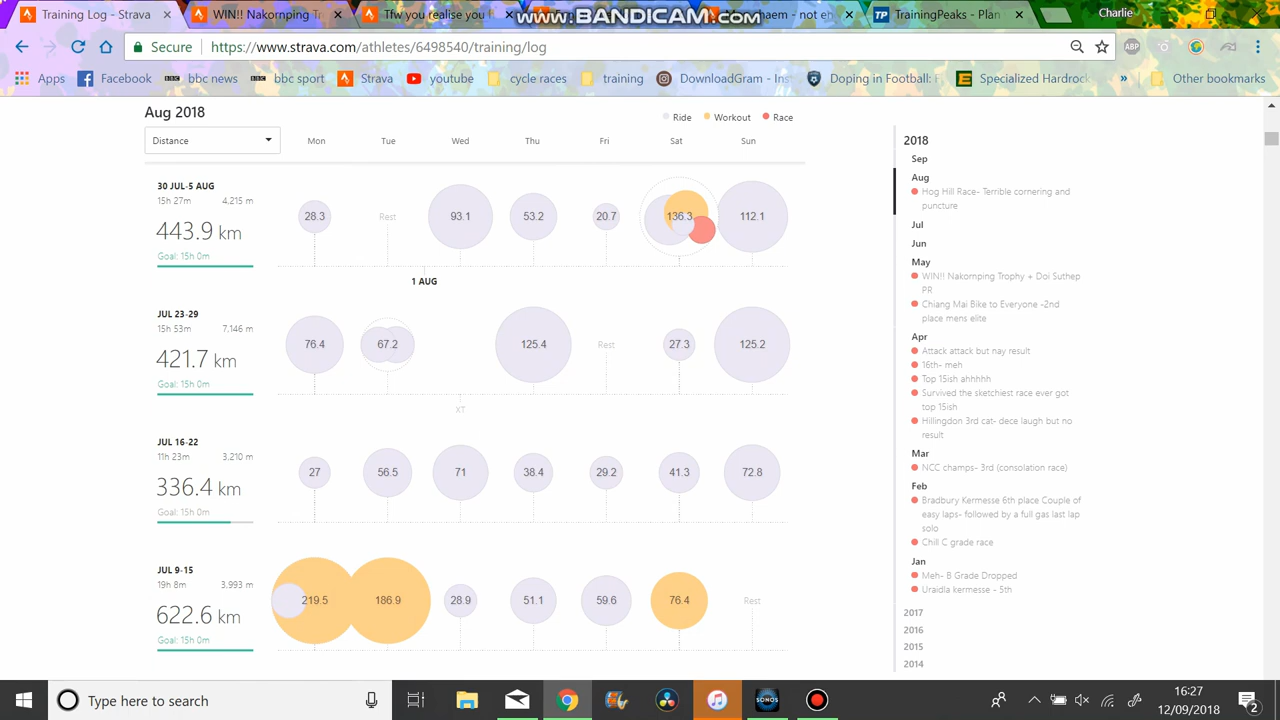 Training Log - Strava
WIN!! Nakornping Tr
Tfw you realise you l
www.BANDICAM.com
aem - not en
TrainingPeaks - Plan
Charlie
Secure
https://www.strava.com/athletes/6498540/training/log
ABP
Apps
Facebook
bbc news
bbc sport
Strava
youtube
cycle races
training
DownloadGram - Ins
Doping in Football: F
Specialized Hardrock
»
Other bookmarks
Aug 2018
Ride
Workout
Race
Distance
Mon
Tue
Wed
Thu
Fri
Sat
Sun
30 JUL-5 AUG
15h 27m 4,215 m
443.9 km
Goal: 15h 0m
28.3
Rest
93.1
53.2
20.7
136.3
112.1
1 AUG
JUL 23-29
15h 53m 7,146 m
421.7 km
Goal: 15h 0m
76.4
67.2
125.4
Rest
27.3
125.2
XT
JUL 16-22
11h 23m 3,210 m
336.4 km
Goal: 15h 0m
27
56.5
71
38.4
29.2
41.3
72.8
JUL 9-15
19h 8m 3,993 m
622.6 km
Goal: 15h 0m
219.5
186.9
28.9
51.1
59.6
76.4
Rest
2018
Sep
Aug
Hog Hill Race- Terrible cornering and
puncture
Jul
Jun
May
WIN!! Nakornping Trophy + Doi Suthep
PR
Chiang Mai Bike to Everyone -2nd
place mens elite
Apr
Attack attack but nay result
16th- meh
Top 15ish ahhhhh
Survived the sketchiest race ever got
top 15ish
Hillingdon 3rd cat- dece laugh but no
result
Mar
NCC champs- 3rd (consolation race)
Feb
Bradbury Kermesse 6th place Couple of
easy laps- followed by a full gas last lap
solo
Chill C grade race
Jan
Meh- B Grade Dropped
Uraidla kermesse - 5th
2017
2016
2015
2014
Type here to search
SONOS
16:27
12/09/2018
2